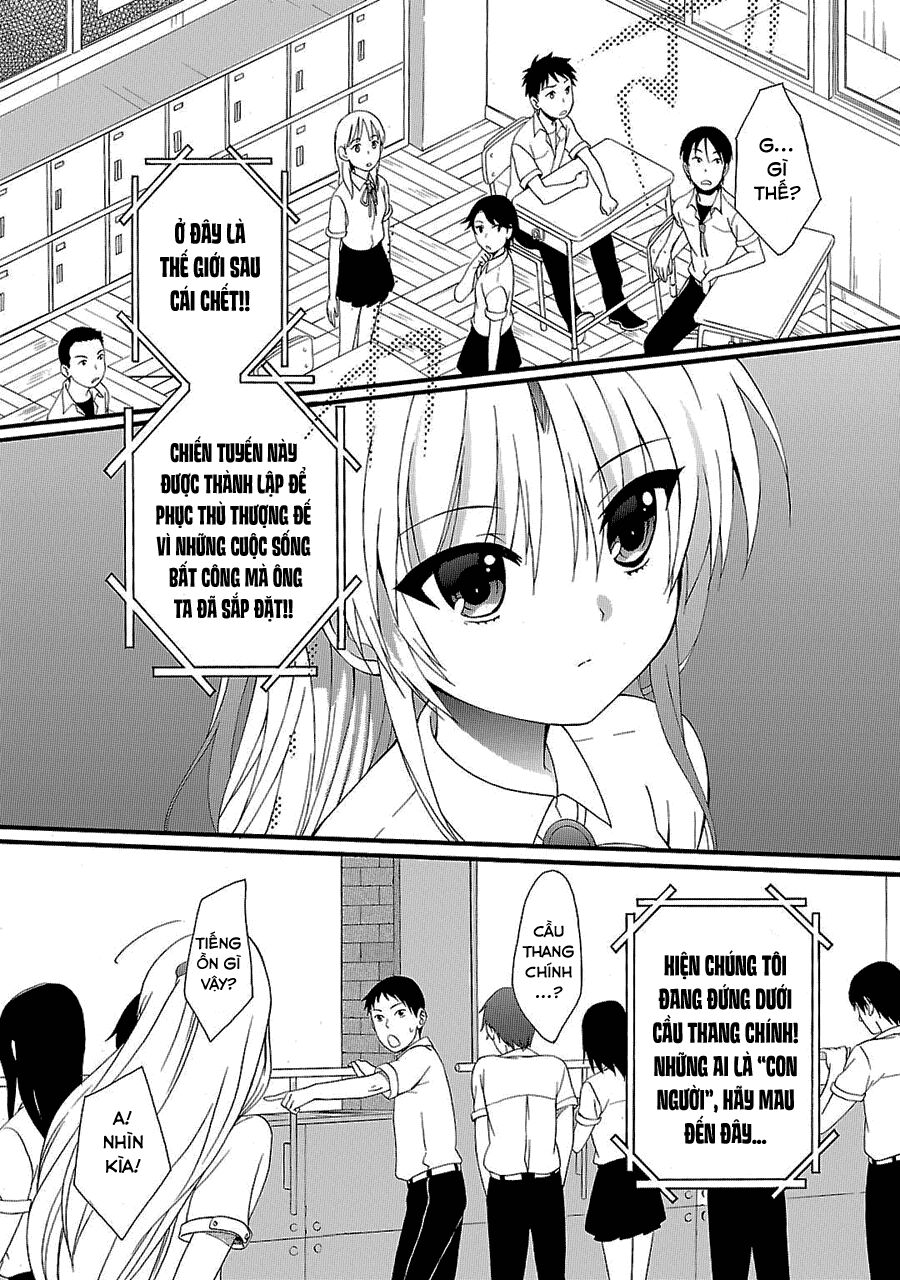 G...
GÌ
THẾ?
Ở ĐÂY LÀ
THẾ GIỚI SAU
CÁI CHẾT!!
CHIẾN TUYẾN NÀY
ĐƯỢC THÀNH LẬP ĐỂ
PHỤC THÙ THƯỢNG ĐẾ
VÌ NHỮNG CUỘC SỐNG
BẤT CÔNG MÀ ÔNG
TA ĐÃ SẮP ĐẶT!!
HIỆN CHÚNG TÔI
ĐANG ĐỨNG DƯỚI
CẦU THANG CHÍNH!
NHỮNG AI LÀ “CON
NGƯỜI”, HÃY MAU
ĐẾN ĐÂY...
CẦU
THANG
CHÍNH
...?
TIẾNG
ỒN GÌ
VẬY?
A!
NHÌN
KÌA!